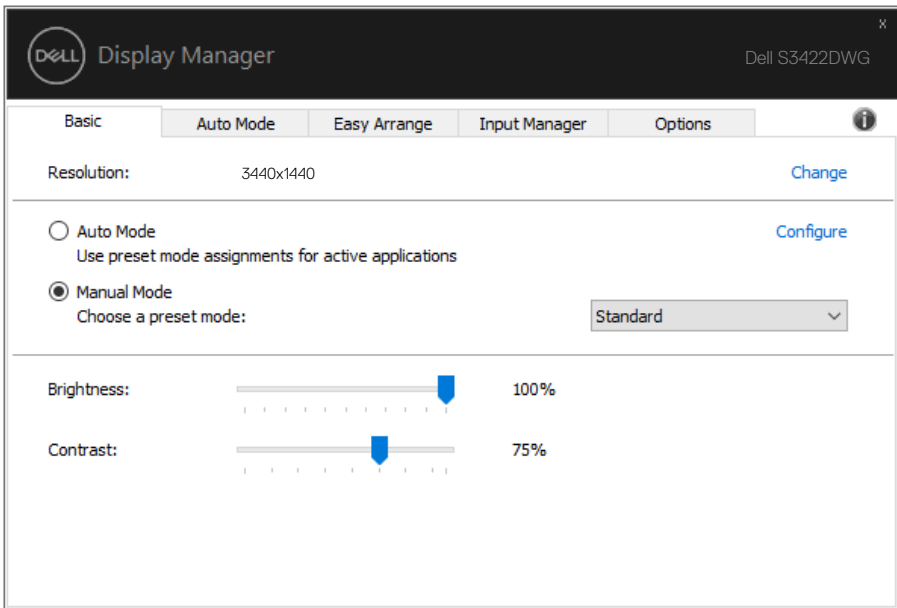 x
DELL Display Manager Dell S3422DWG
Basic Auto Mode Easy Arrange Input Manager Options i
Resolution: 3440x1440 Change
Auto Mode Configure
Use preset mode assignments for active applications
Manual Mode
Choose a preset mode: Standard
Brightness: 100%
Contrast: 75%